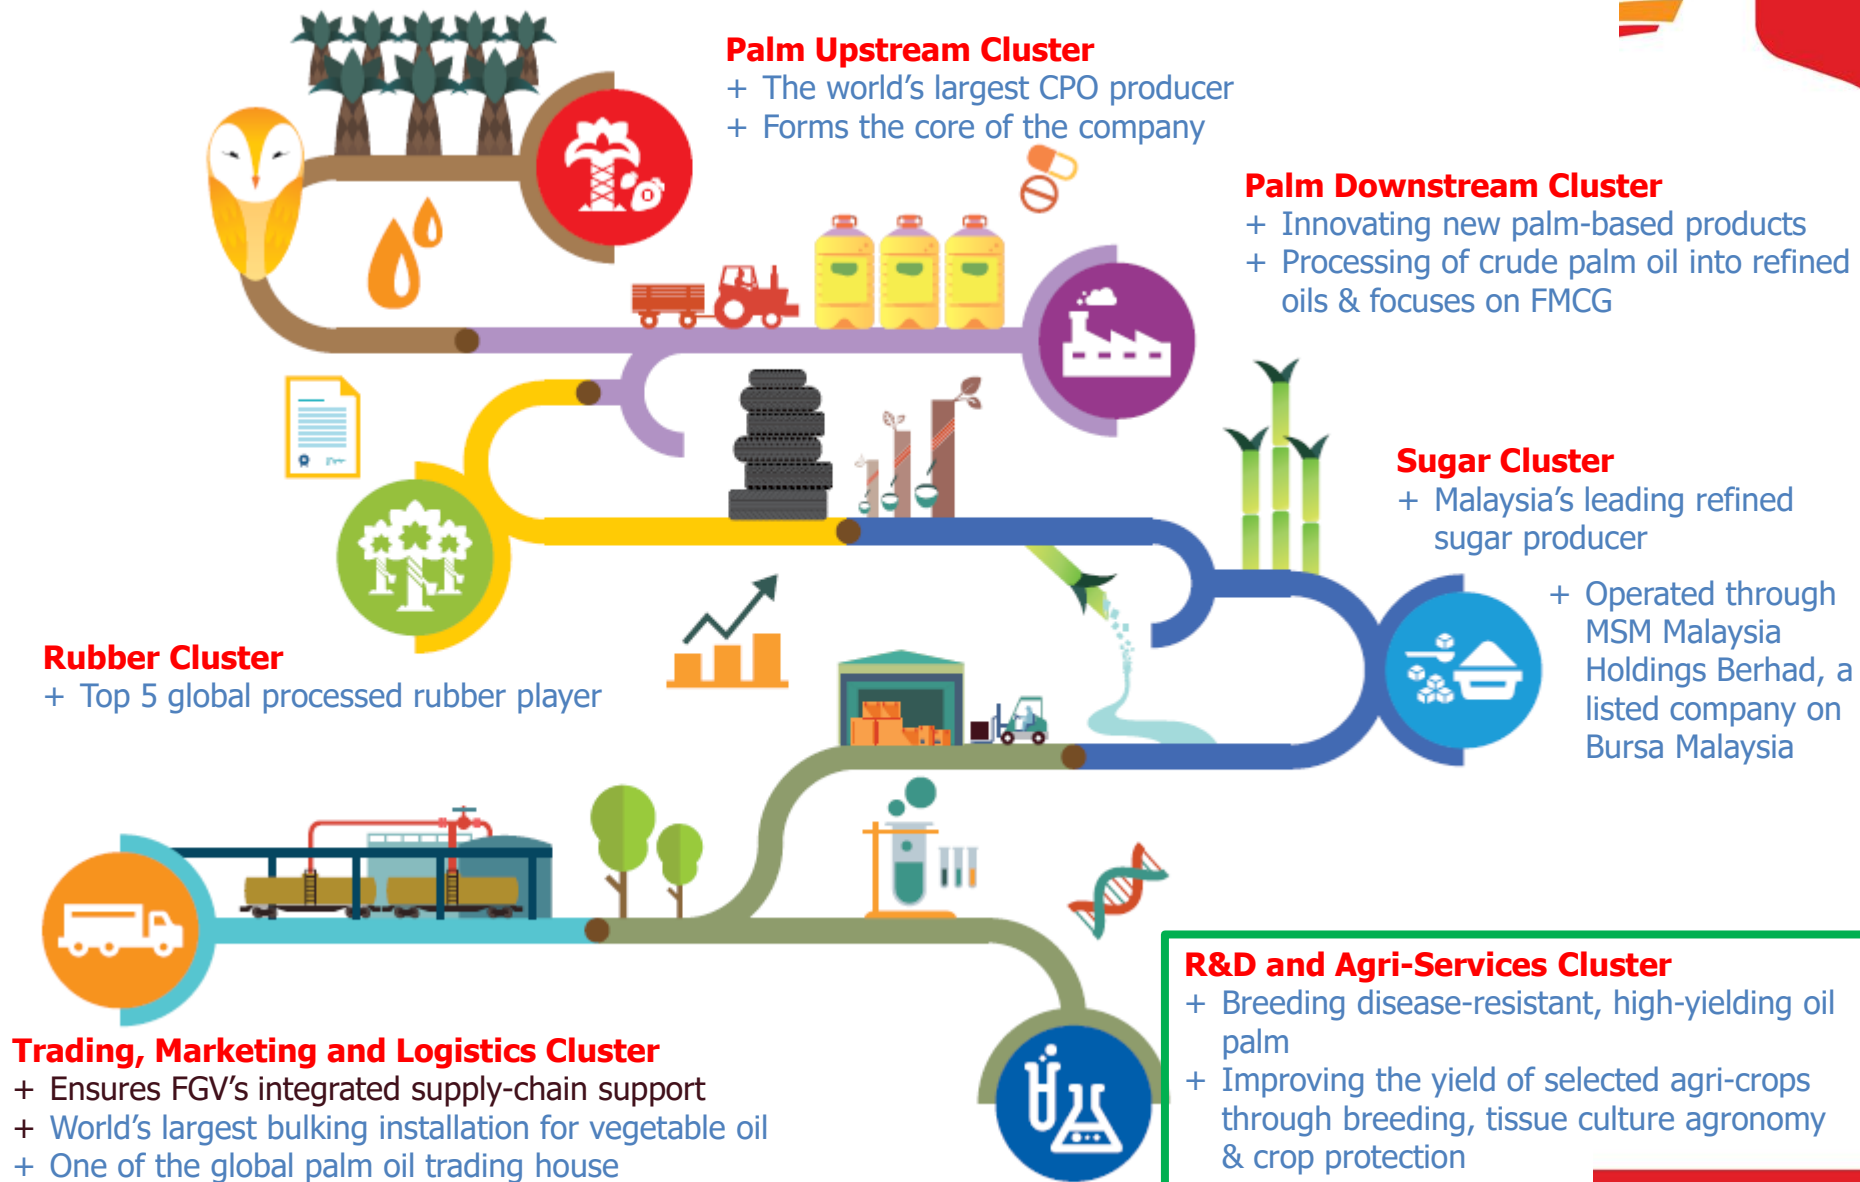 Palm Upstream Cluster
+ The world's largest CPO producer
+ Forms the core of the company
Palm Downstream Cluster
+ Innovating new palm-based products
+ Processing of crude palm oil into refined
oils & focuses on FMCG
Sugar Cluster
+ Malaysia's leading refined
sugar producer
+ Operated through
MSM Malaysia
Holdings Berhad, a
listed company on
Bursa Malaysia
Rubber Cluster
+ Top 5 global processed rubber player
R&D and Agri-Services Cluster
+ Breeding disease-resistant, high-yielding oil
palm
+ Improving the yield of selected agri-crops
through breeding, tissue culture agronomy
& crop protection
Trading, Marketing and Logistics Cluster
+ Ensures FGV's integrated supply-chain support
+ World's largest bulking installation for vegetable oil
+ One of the global palm oil trading house